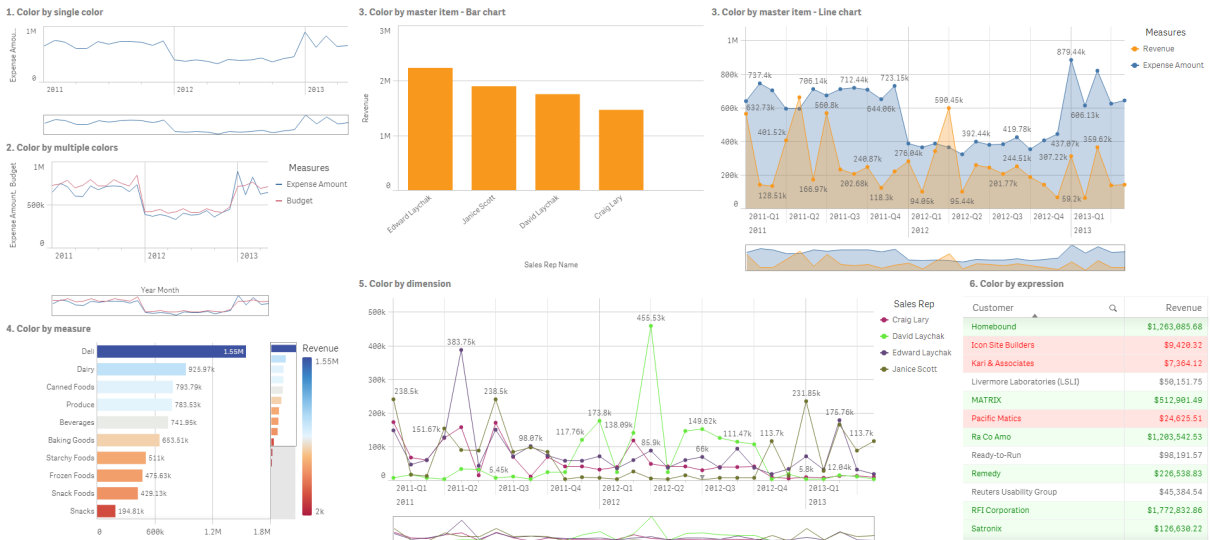 1. Color by single color
Expense Amou...
1M
0
2011
2012
2013
2. Color by multiple colors
Expense Amount, Budget
1M
500k
0
2011
2012
2013
Year Month
Measures
Expense Amount
Budget
3. Color by master item - Bar chart
Revenue
3M
2M
1M
0
Edward Laychak
Janice Scott
David Laychak
Craig Lary
Sales Rep Name
3. Color by master item - Line chart
1M
800k
600k
400k
200k
0
737.4k
632.73k
401.52k
128.51k
706.14k
560.8k
166.97k
712.44k
240.87k
202.68k
723.15k
644.06k
118.3k
276.04k
94.05k
590.45k
392.44k
95.44k
419.78k
244.51k
201.77k
307.22k
437.07k
59.2k
879.44k
606.13k
359.62k
2011-Q1
2011-Q2
2011-Q3
2011-Q4
2012-Q1
2012-Q2
2012-Q3
2012-Q4
2013-Q1
2011
2012
2013
Measures
Revenue
Expense Amount
4. Color by measure
Deli
1.55M
Dairy
926.97k
Canned Foods
793.79k
Produce
783.53k
Beverages
741.95k
Baking Goods
663.51k
Starchy Foods
511k
Frozen Foods
475.63k
Snack Foods
429.13k
Snacks
194.81k
0
600k
1.2M
1.8M
Revenue
1.55M
2k
5. Color by dimension
500k
400k
300k
200k
100k
0
238.5k
151.67k
383.75k
238.5k
5.45k
98.07k
117.76k
173.8k
138.09k
455.53k
85.9k
149.62k
66k
111.47k
113.7k
231.85k
5.8k
12.04k
175.76k
113.7k
2011-Q1
2011-Q2
2011-Q3
2011-Q4
2012-Q1
2012-Q2
2012-Q3
2012-Q4
2013-Q1
2011
2012
2013
Sales Rep
Craig Lary
David Laychak
Edward Laychak
Janice Scott
6. Color by expression
Customer Revenue
Homebound $1,263,085.68
Icon Site Builders $9,420.32
Kari & Associates $7,364.12
Livermore Laboratories (LSLI) $50,151.75
MATRIX $512,901.49
Pacific Matics $24,625.51
Ra Co Amo $1,203,542.53
Ready-to-Run $98,191.57
Remedy $226,538.83
Reuters Usability Group $45,384.54
RFI Corporation $1,772,832.86
Satronix $126,630.22